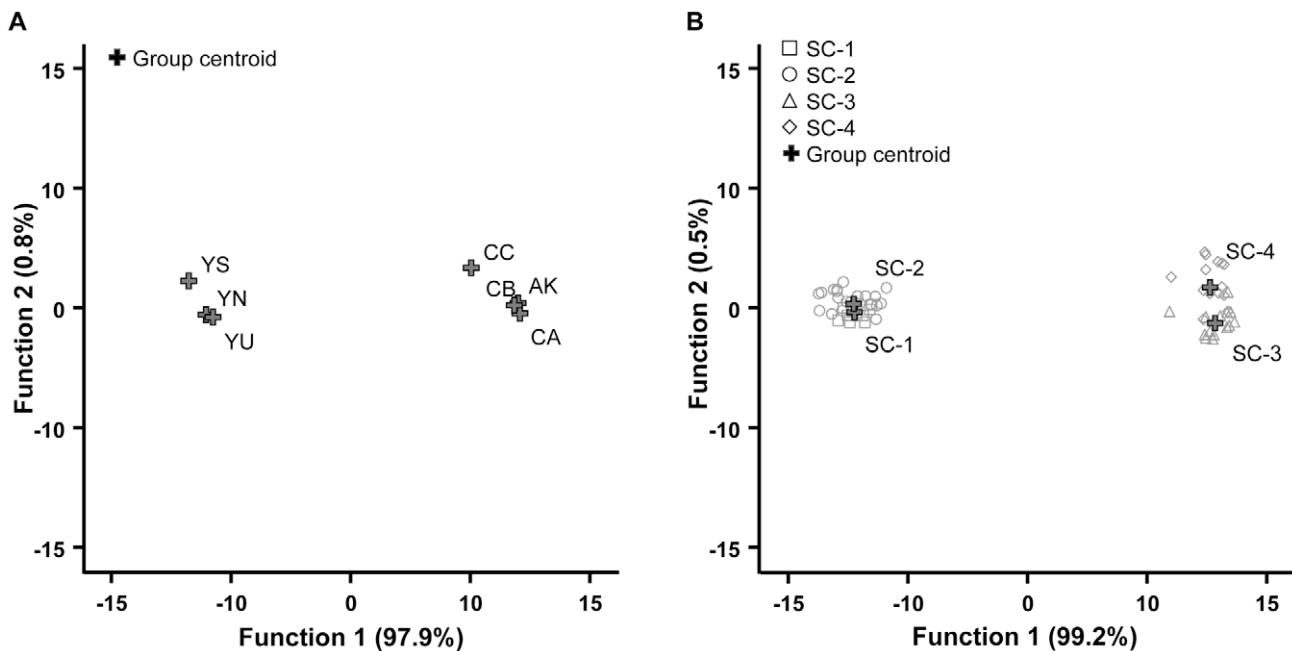 A
Group centroid
15
10
0
-10
-15
Function 2 (0.8%)
YS
YN
YU
CC
CB
AK
CA
-15
-10
0
10
15
Function 1 (97.9%)
B
SC-1
SC-2
SC-3
SC-4
Group centroid
15
10
0
-10
-15
Function 2 (0.5%)
SC-2
SC-1
SC-4
SC-3
-15
-10
0
10
15
Function 1 (99.2%)